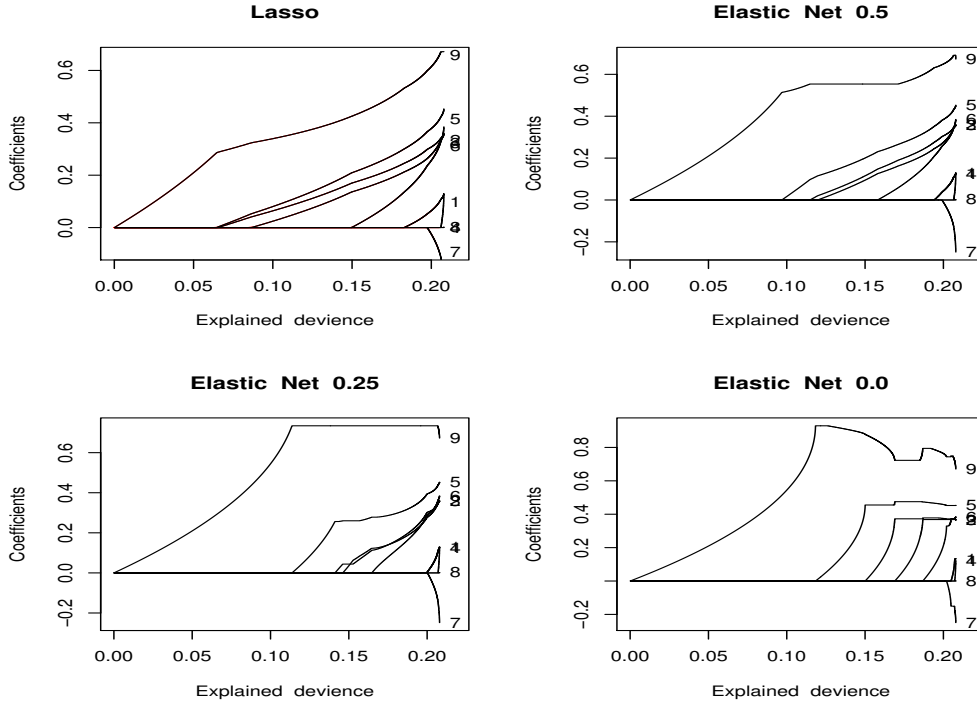 Lasso
Coefficients
0.0 0.2 0.4 0.6
9
5
1
7
0.00 0.05 0.10 0.15 0.20
Explained devience
Elastic Net 0.5
Coefficients
−0.2 0.0 0.2 0.4 0.6
9
5
8
7
0.00 0.05 0.10 0.15 0.20
Explained devience
Elastic Net 0.25
Coefficients
−0.2 0.0 0.2 0.4 0.6
9
5
6
8
7
0.00 0.05 0.10 0.15 0.20
Explained devience
Elastic Net 0.0
Coefficients
−0.2 0.0 0.2 0.4 0.6 0.8
9
5
8
7
0.00 0.05 0.10 0.15 0.20
Explained devience